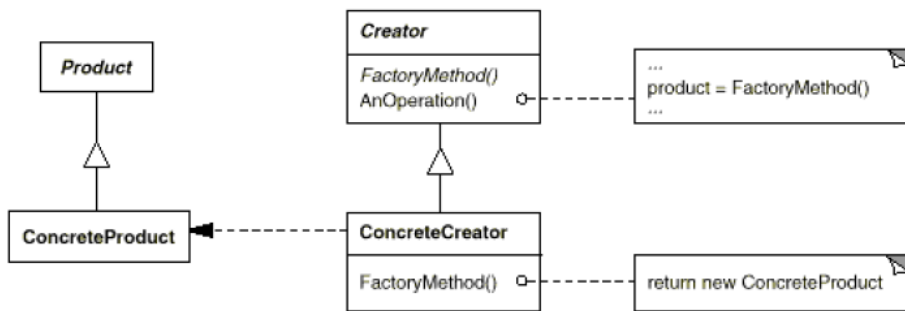 Creator
Product
FactoryMethod()
AnOperation()
...
product = FactoryMethod()
...
ConcreteProduct
ConcreteCreator
FactoryMethod()
return new ConcreteProduct